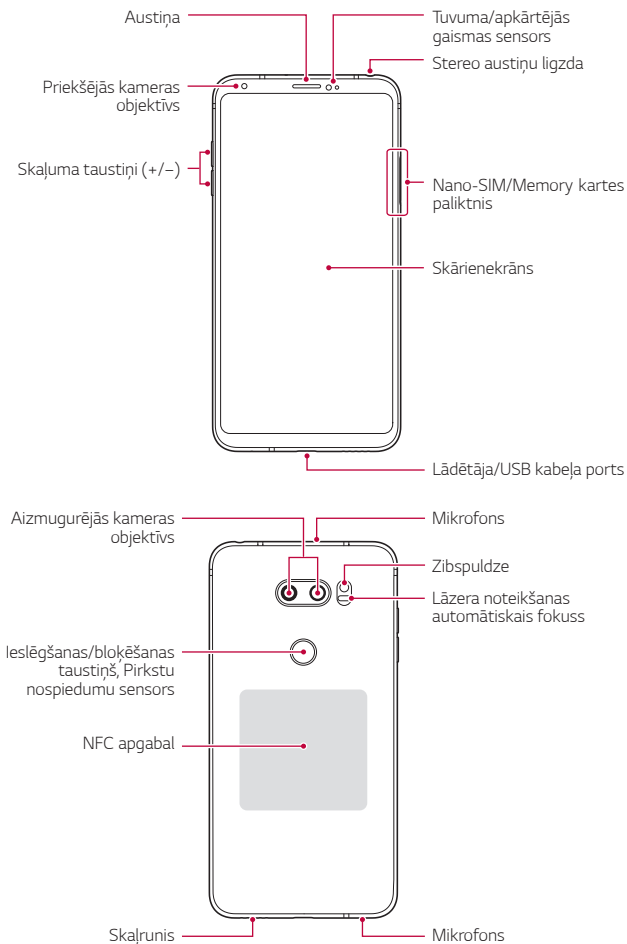 Austiņa
Tuvuma/apkārtējās
gaismas sensors
Stereo austiņu ligzda
Priekšējās kameras
objektīvs
Skaļuma taustiņi (+/–)
Nano-SIM/Memory kartes
paliktnis
Skārienekrāns
Lādētāja/USB kabeļa ports
Aizmugurējās kameras
objektīvs
Mikrofons
Zibspuldze
Lāzera noteikšanas
automātiskais fokuss
Ieslēgšanas/bloķēšanas
taustiņš, Pirkstu
nospiedumu sensors
NFC apgabal
Skaļrunis
Mikrofons